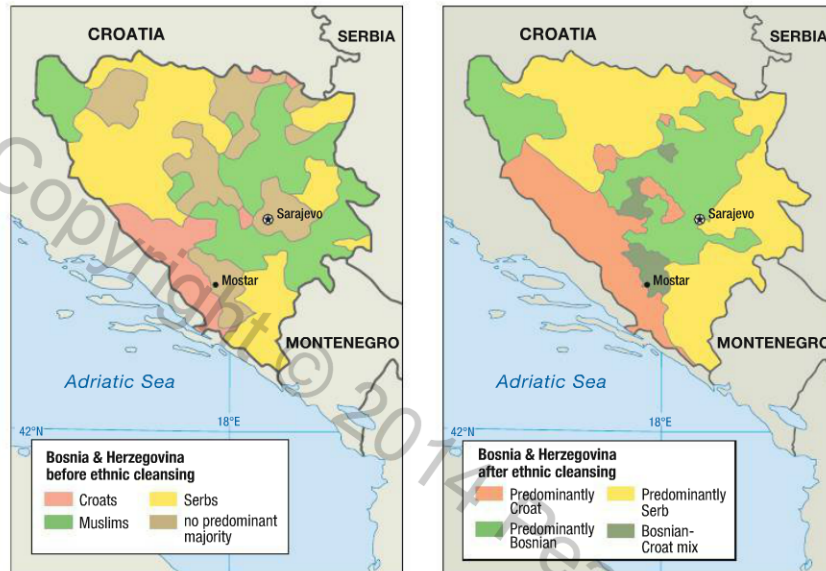 CROATIA
SERBIA
Sarajevo
Mostar
MONTENEGRO
Adriatic Sea
42°N
18°E
Bosnia & Herzegovina
before ethnic cleansing
Croats
Serbs
Muslims
no predominant
majority
CROATIA
SERBIA
Sarajevo
Mostar
MONTENEGRO
Adriatic Sea
42°N
18°E
Bosnia & Herzegovina
after ethnic cleansing
Predominantly
Croat
Predominantly
Serb
Predominantly
Bosnian
Bosnian-
Croat mix
Copyright © 2014